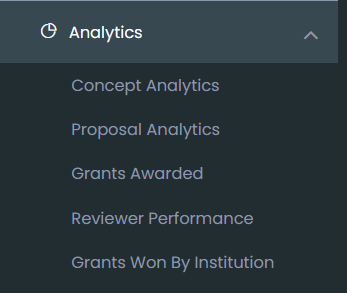 Analytics
Concept Analytics
Proposal Analytics
Grants Awarded
Reviewer Performance
Grants Won By Institution